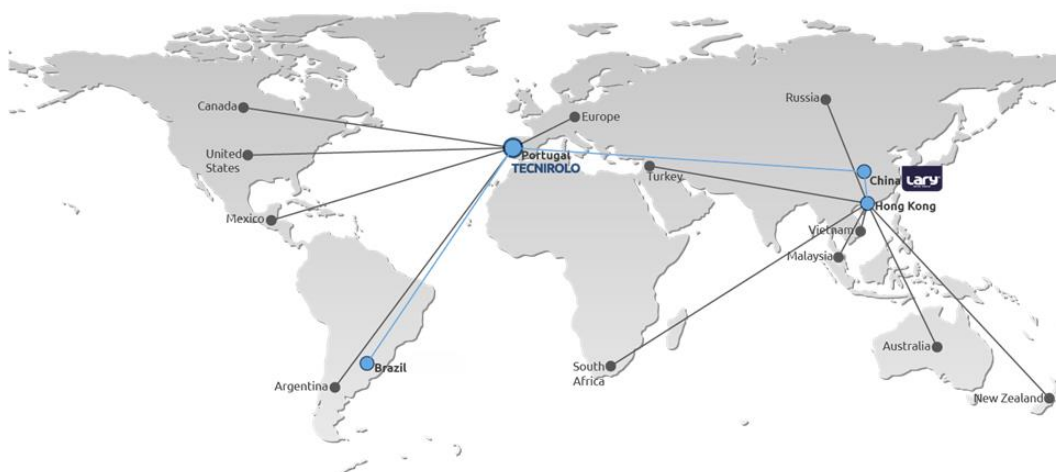 Canada
Russia
Europe
United
States
Portugal
TECNIROLO
Turkey
China
Lary
Hong Kong
Mexico
Vietnam
Malaysia
Australia
Brazil
South
Africa
Argentina
New Zealand